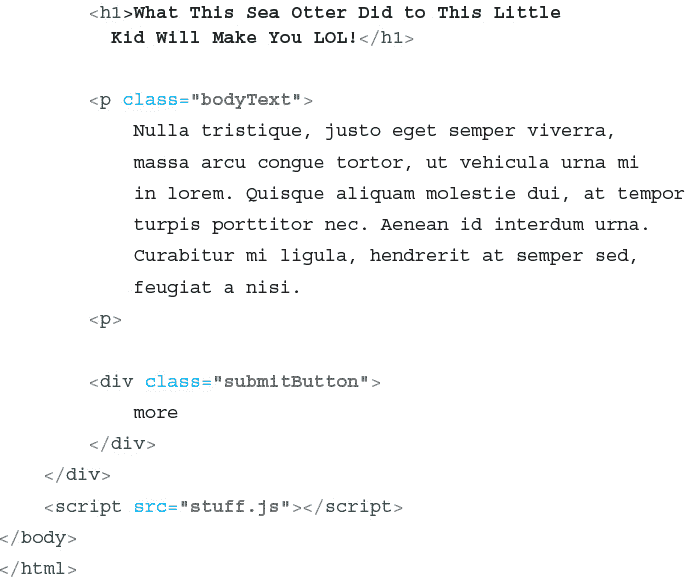 <h1>What This Sea Otter Did to This Little
Kid Will Make You LOL!</h1>
<p class="bodyText">
Nulla tristique, justo eget semper viverra,
massa arcu congue tortor, ut vehicula urna mi
in lorem. Quisque aliquam molestie dui, at tempor
turpis porttitor nec. Aenean id interdum urna.
Curabitur mi ligula, hendrerit at semper sed,
feugiat a nisi.
<p>
<div class="submitButton">
more
</div>
</div>
<script src="stuff.js"></script>
</body>
</html>